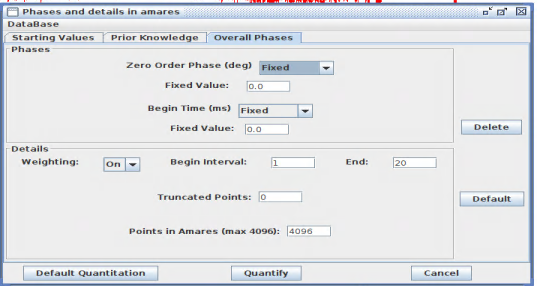 Phases and details in amares
DataBase
Starting Values Prior Knowledge Overall Phases
Phases
Zero Order Phase (deg) Fixed
Fixed Value: 0.0
Begin Time (ms) Fixed
Fixed Value: 0.0
Delete
Details
Weighting: On Begin Interval: 1 End: 20
Truncated Points: 0
Default
Points in Amares (max 4096): 4096
Default Quantitation Quantify Cancel